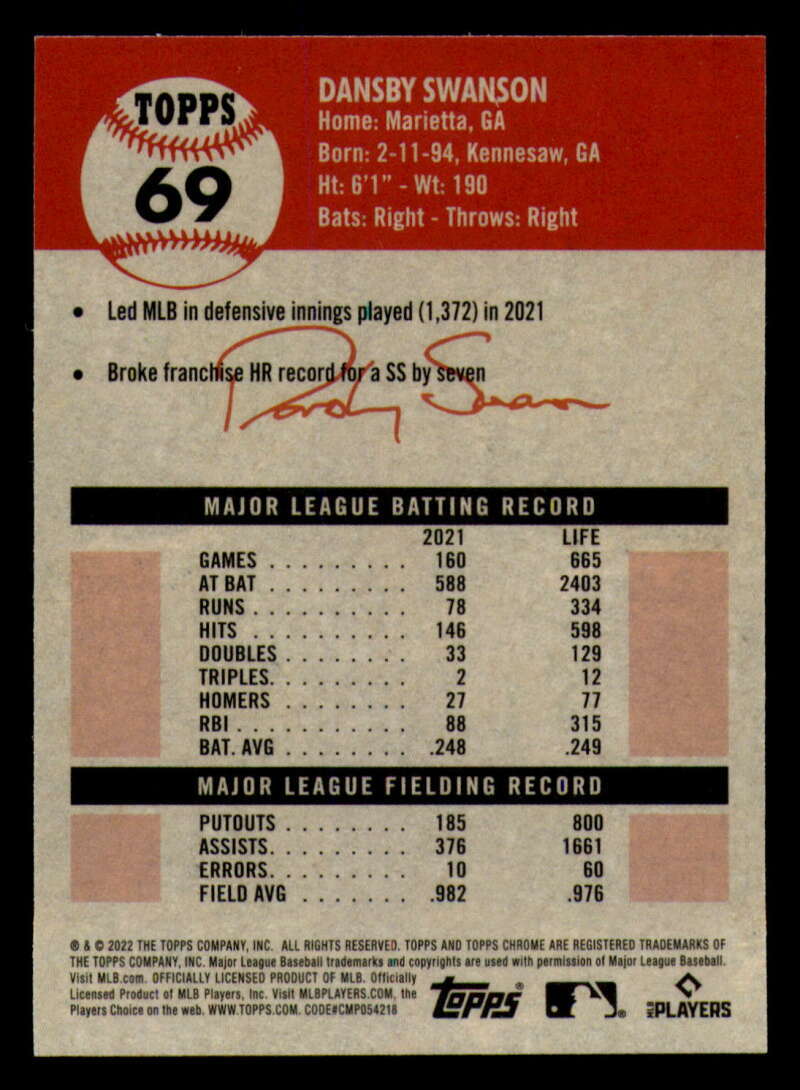 TOPPS
69
DANSBY SWANSON
Home: Marietta, GA
Born: 2-11-94, Kennesaw, GA
Ht: 6'1" - Wt: 190
Bats: Right - Throws: Right
• Led MLB in defensive innings played (1,372) in 2021
• Broke franchise HR record for a SS by seven
Dansby Swanson
MAJOR LEAGUE BATTING RECORD
2021 LIFE
GAMES . . . . . . . . . 160 665
AT BAT . . . . . . . . . 588 2403
RUNS . . . . . . . . . . 78 334
HITS . . . . . . . . . . 146 598
DOUBLES . . . . . . . . 33 129
TRIPLES. . . . . . . . . 2 12
HOMERS . . . . . . . . 27 77
RBI . . . . . . . . . . . 88 315
BAT. AVG . . . . . . . . .248 .249
MAJOR LEAGUE FIELDING RECORD
PUTOUTS . . . . . . . . 185 800
ASSISTS. . . . . . . . . 376 1661
ERRORS. . . . . . . . . 10 60
FIELD AVG . . . . . . . .982 .976
® & © 2022 THE TOPPS COMPANY, INC. ALL RIGHTS RESERVED. TOPPS AND TOPPS CHROME ARE REGISTERED TRADEMARKS OF
THE TOPPS COMPANY, INC. Major League Baseball trademarks and copyrights are used with permission of Major League Baseball.
Visit MLB.com. OFFICIALLY LICENSED PRODUCT OF MLB. Officially
Licensed Product of MLB Players, Inc. Visit MLBPLAYERS.COM, the
Players Choice on the web. WWW.TOPPS.COM. CODE#CMP054218
TOPPS® ® MLB PLAYERS